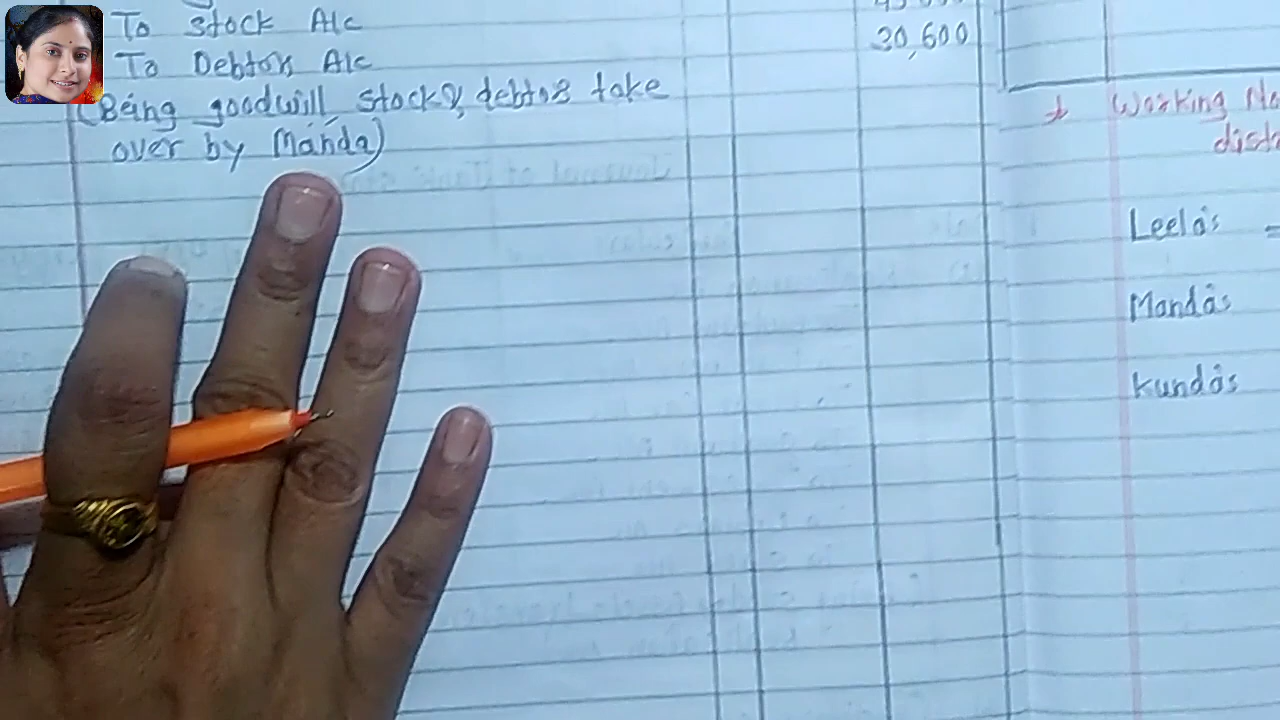 To Stock A/c
30,600
To Debtors A/c
(Being goodwill, stock & debtors take
over by Manda)
* Working No
dist
Leela's =
Manda's
Kunda's